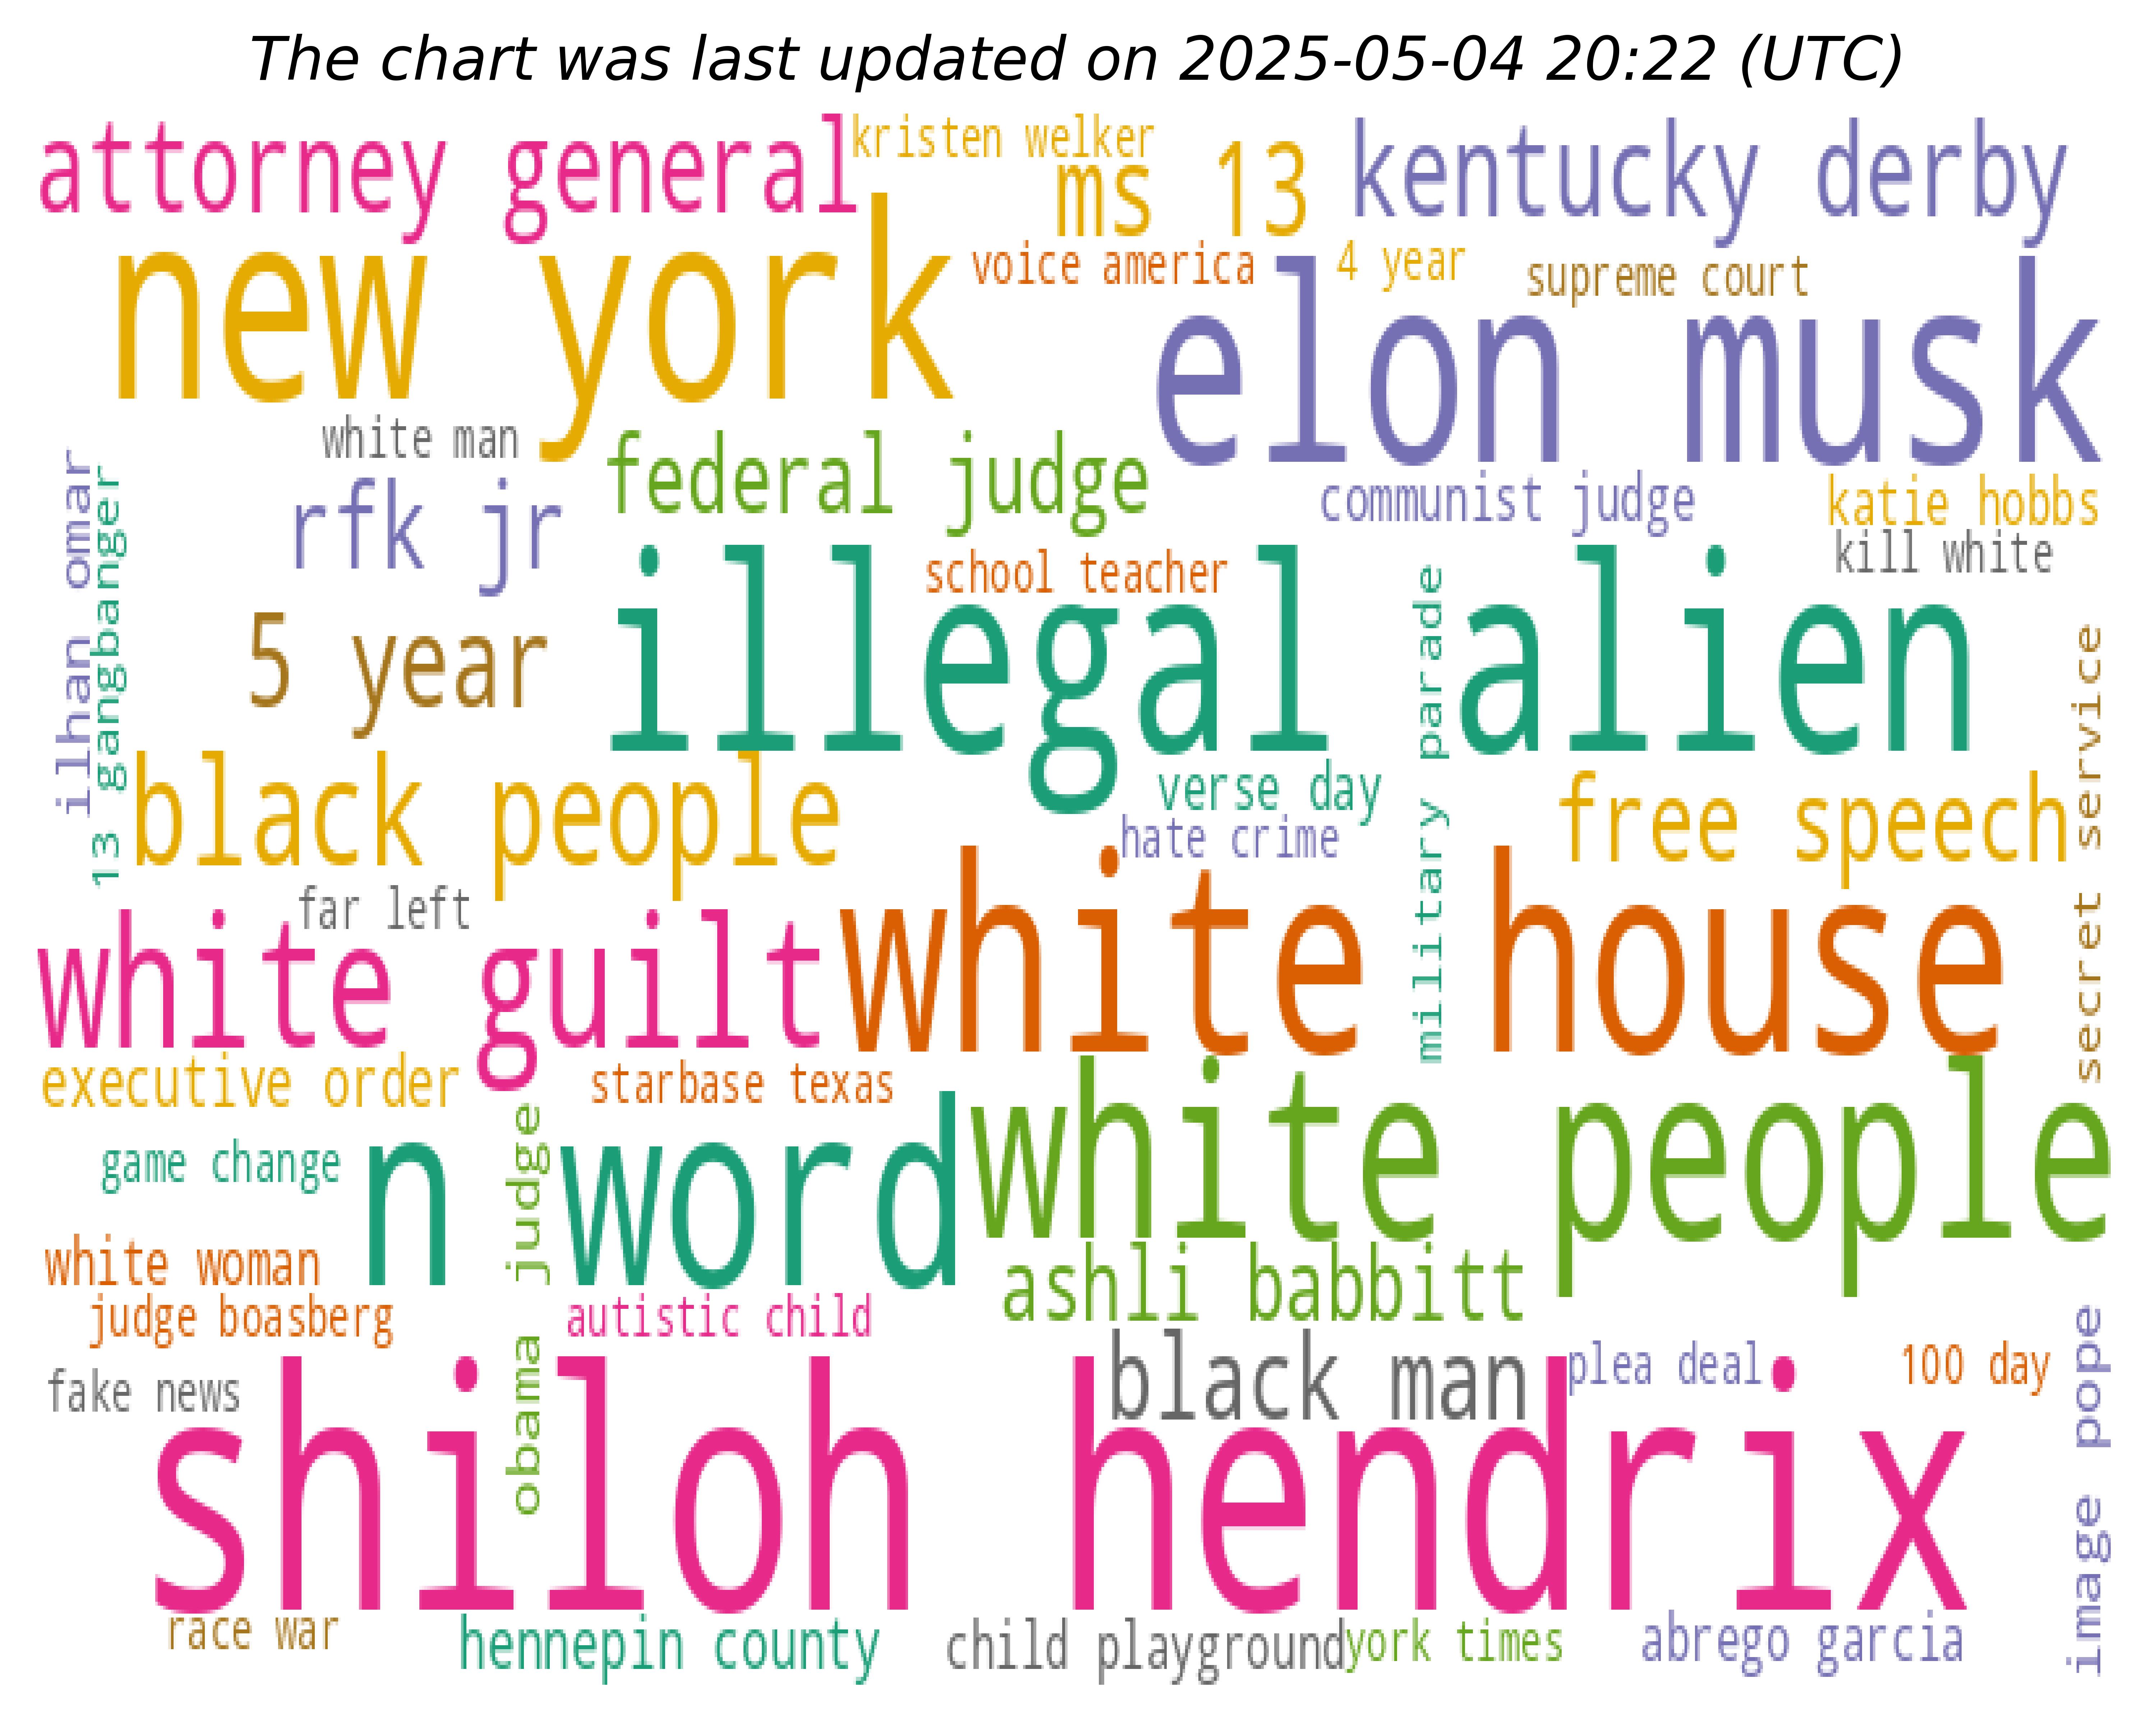 The chart was last updated on 2025-05-04 20:22 (UTC)
attorney general
kristen welker
ms 13
kentucky derby
new york
voice america
4 year
supreme court
elon musk
white man
federal judge
communist judge
katie hobbs
ilhan omar
13 gangbanger
rfk jr
school teacher
kill white
illegal alien
military parade
5 year
secret service
black people
verse day
hate crime
free speech
far left
white guilt
white house
executive order
starbase texas
white people
game change
n word
obama judge
white woman
ashli babbitt
judge boasberg
autistic child
black man
plea deal
100 day
image pope
fake news
shiloh hendrix
race war
hennepin county
child playground
york times
abrego garcia